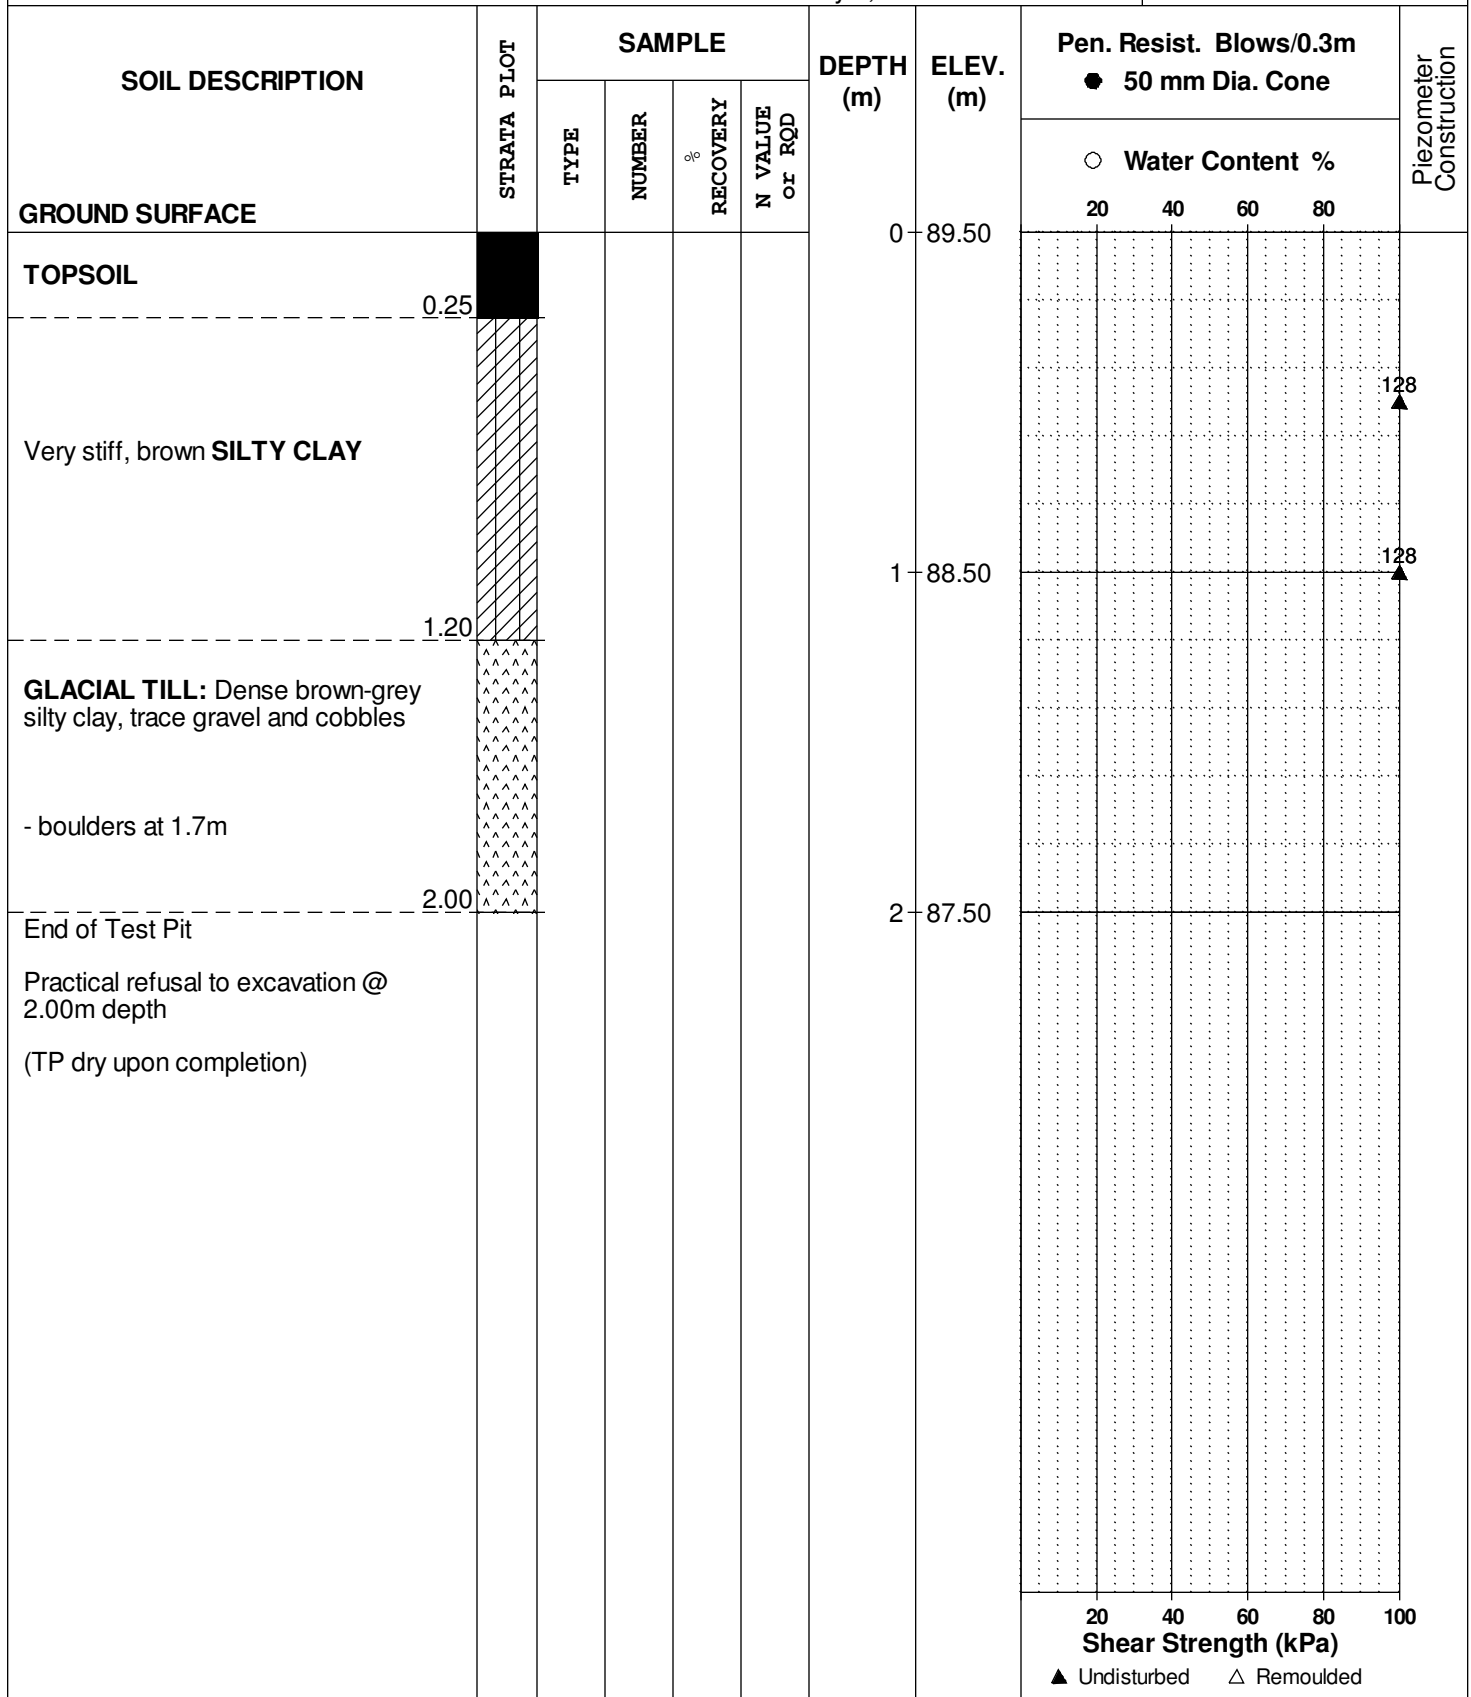 SOIL DESCRIPTION
GROUND SURFACE
STRATA PLOT
SAMPLE
TYPE
NUMBER
%
RECOVERY
N VALUE
or RQD
DEPTH
(m)
ELEV.
(m)
Pen. Resist. Blows/0.3m
● 50 mm Dia. Cone
○ Water Content %
20 40 60 80
Piezometer
Construction
0 89.50
TOPSOIL
0.25
128
Very stiff, brown SILTY CLAY
128
1 88.50
1.20
GLACIAL TILL: Dense brown-grey
silty clay, trace gravel and cobbles
- boulders at 1.7m
2.00
2 87.50
End of Test Pit
Practical refusal to excavation @
2.00m depth
(TP dry upon completion)
20 40 60 80 100
Shear Strength (kPa)
▲ Undisturbed △ Remoulded